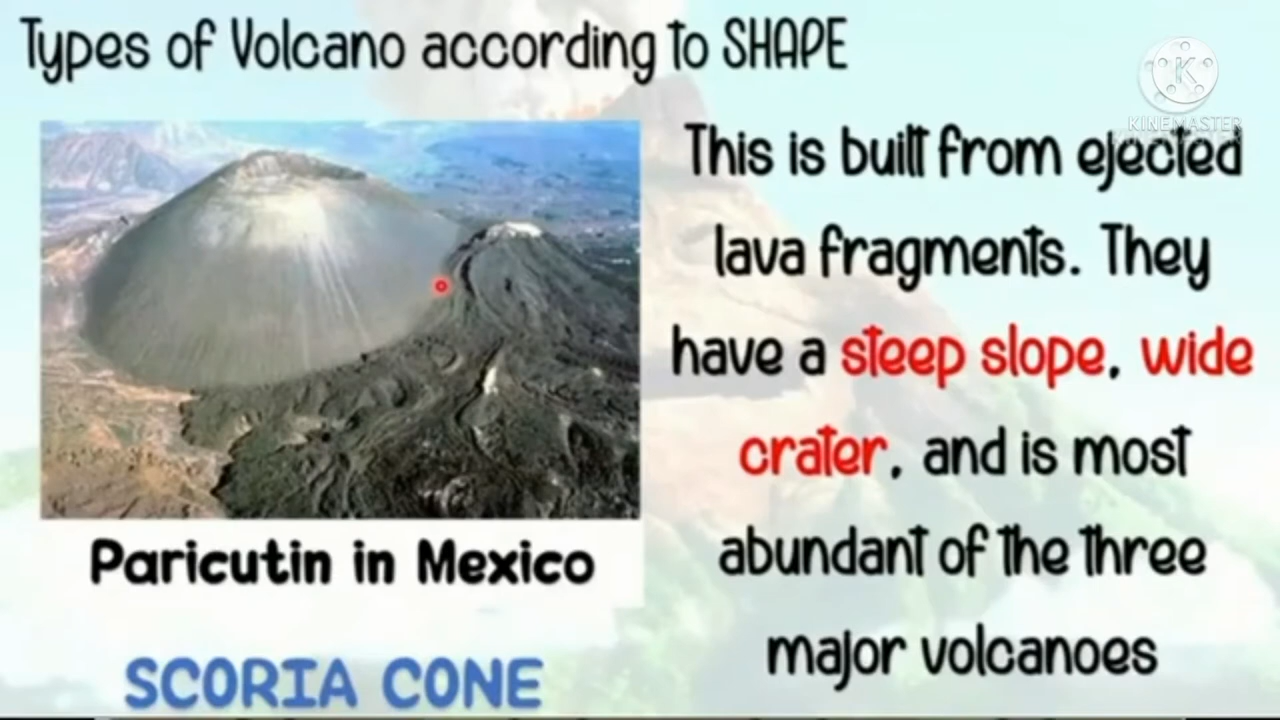 Types of Volcano according to SHAPE
K
KINEMASTER
This is built from ejected
lava fragments. They
have a steep slope, wide
crater, and is most
abundant of the three
major volcanoes
Paricutin in Mexico
SCORIA CONE